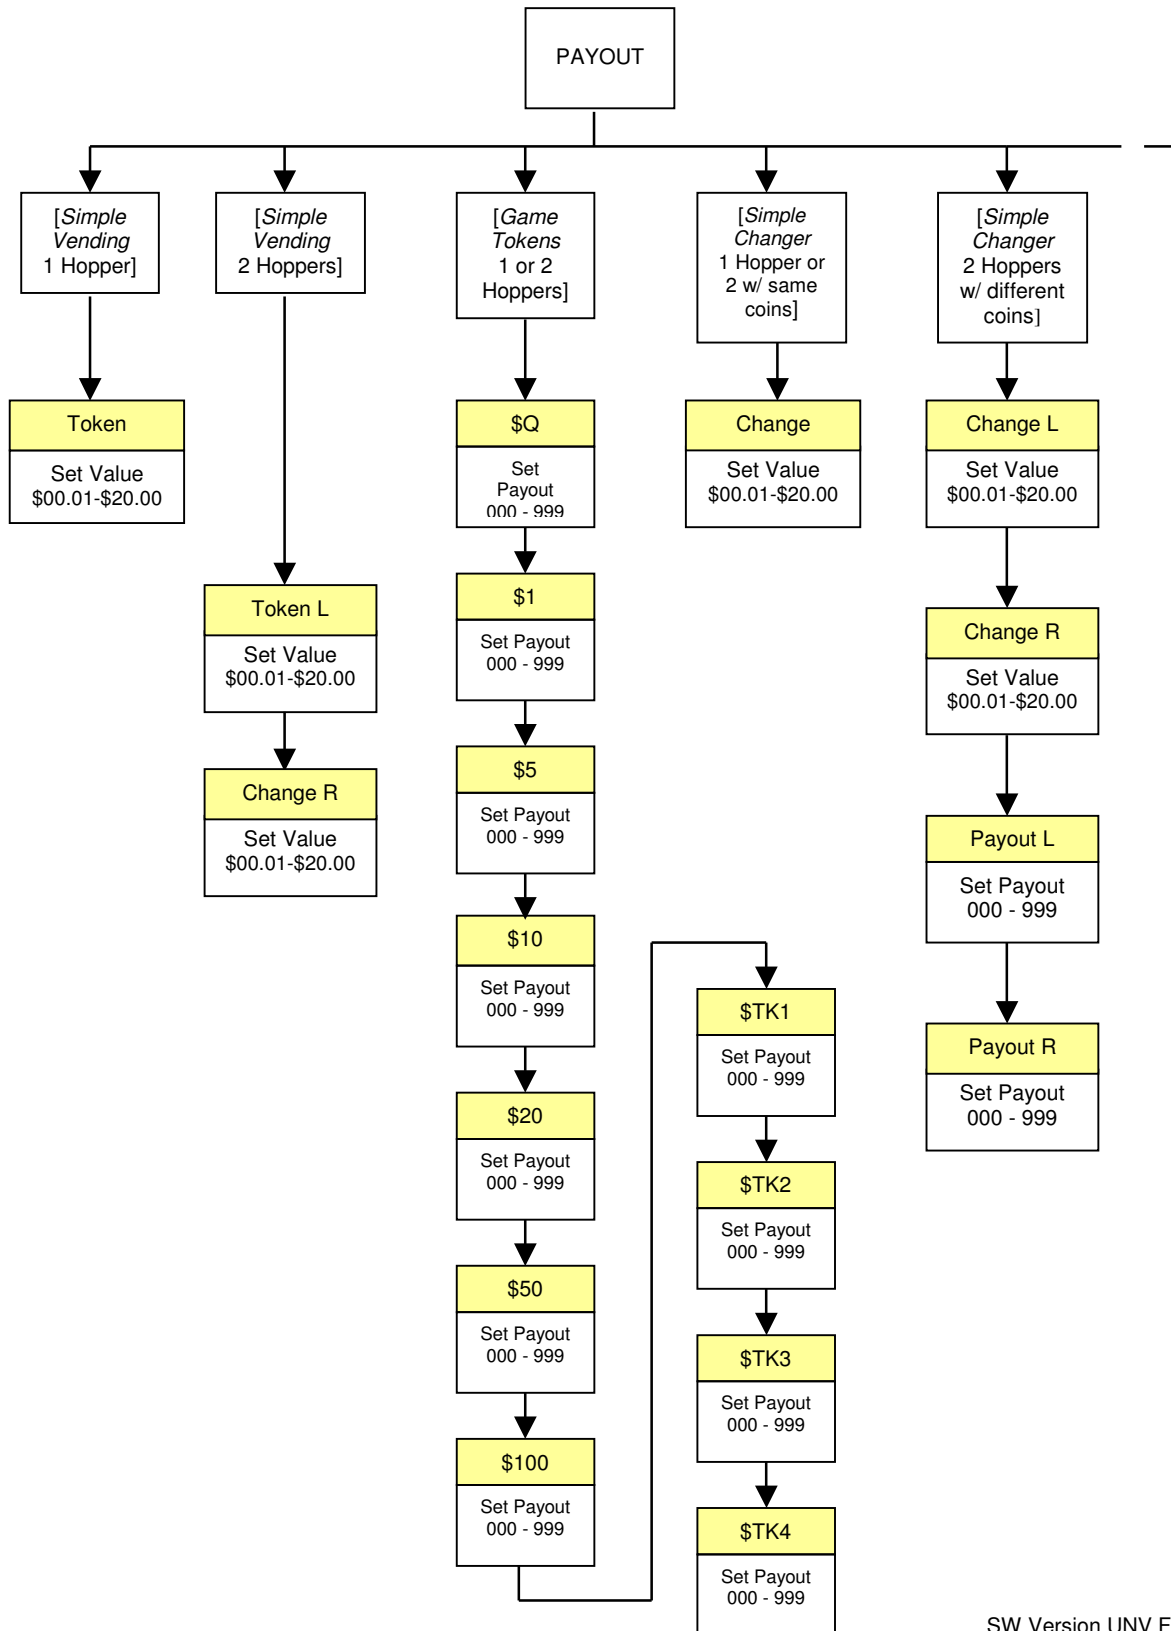 PAYOUT
[Simple
Vending
1 Hopper]
[Simple
Vending
2 Hoppers]
[Game
Tokens
1 or 2
Hoppers]
[Simple
Changer
1 Hopper or
2 w/ same
coins]
[Simple
Changer
2 Hoppers
w/ different
coins]
Token
Set Value
$00.01-$20.00
Token L
Set Value
$00.01-$20.00
Change R
Set Value
$00.01-$20.00
$Q
Set
Payout
000 - 999
$1
Set Payout
000 - 999
$5
Set Payout
000 - 999
$10
Set Payout
000 - 999
$20
Set Payout
000 - 999
$50
Set Payout
000 - 999
$100
Set Payout
000 - 999
$TK1
Set Payout
000 - 999
$TK2
Set Payout
000 - 999
$TK3
Set Payout
000 - 999
$TK4
Set Payout
000 - 999
Change
Set Value
$00.01-$20.00
Change L
Set Value
$00.01-$20.00
Change R
Set Value
$00.01-$20.00
Payout L
Set Payout
000 - 999
Payout R
Set Payout
000 - 999
SW Version UNV F